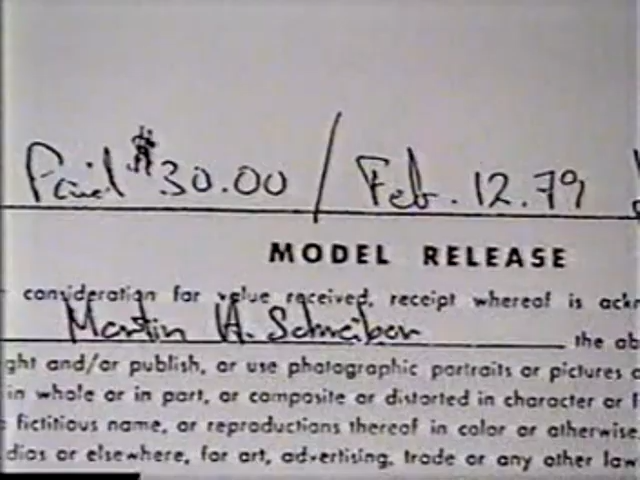 Paid $30.00 / Feb. 12.79
MODEL RELEASE
consideration for value received, receipt whereof is ackn
Martin H. Schreiber the ab
ght and/or publish, or use photographic portraits or pictures o
in whole or in part, or composite or distorted in character or f
fictitious name, or reproductions thereof in color or otherwise,
dios or elsewhere, for art, advertising, trade or any other law